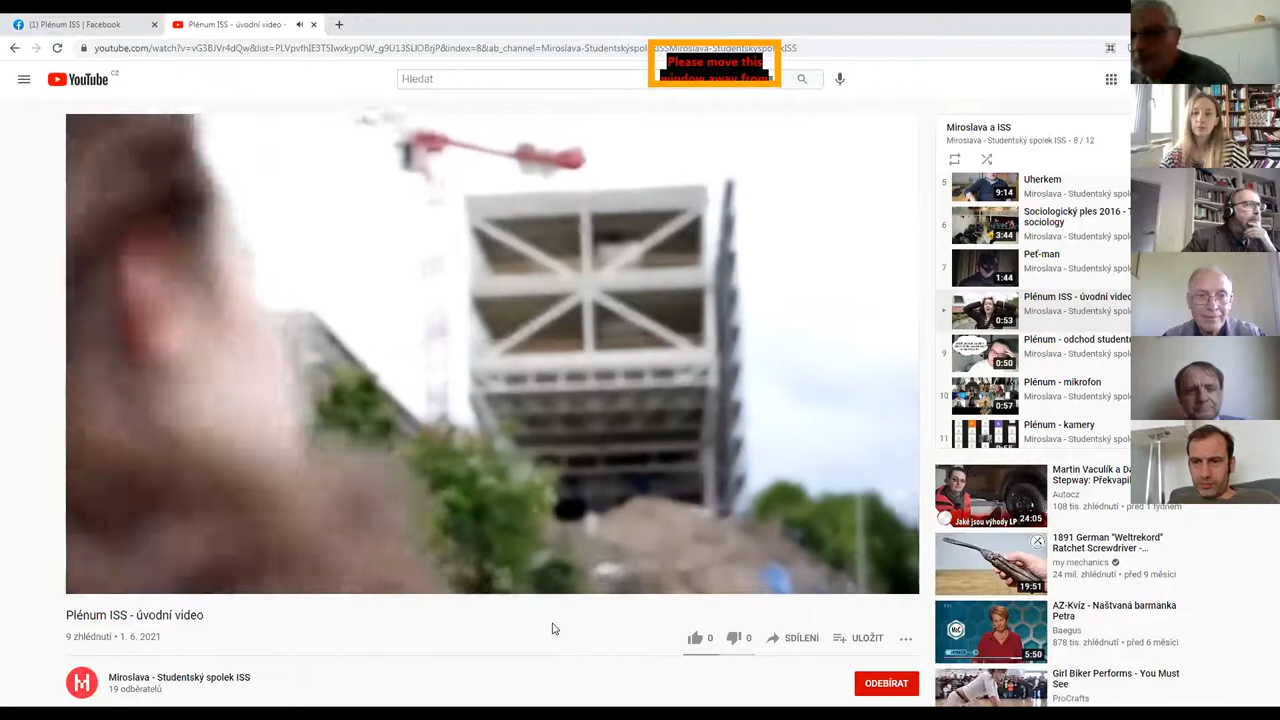 (1) Plénum ISS | Facebook
Plénum ISS - úvodní video -
youtube.com/watch?v=vG3BJVr4dQw&list=PLVpvfhIE3T5IwxkypOW_g9U13SLIOBrjP&index=8&ab_channel=Miroslava-StudentskýspolekISSMiroslava-StudentskýspolekISS
Please move this
window away from
YouTube CZ
Hledat
Miroslava a ISS
Miroslava - Studentský spolek ISS - 8 / 12
5
9:14
Uherkem
Miroslava - Studentský spol
6
3:44
Sociologický ples 2016 -
sociology
Miroslava - Studentský spol
7
1:44
Peť-man
Miroslava - Studentský spol
0:53
Plénum ISS - úvodní video
Miroslava - Studentský spol
9
0:50
Plénum - odchod studentů
Miroslava - Studentský spol
10
0:57
Plénum - mikrofon
Miroslava - Studentský spol
11
Plénum - kamery
Miroslava - Studentský spol
Jaké jsou výhody LP
24:05
Martin Vaculík a Da
Stepway: Překvapi
Autocz
108 tis. zhlédnutí • před 1 týdnem
19:51
1891 German "Weltrekord"
Ratchet Screwdriver -...
my mechanics
24 mil. zhlédnutí • před 9 měsíci
5:50
AZ-Kvíz - Naštvaná barmanka
Petra
Baegus
878 tis. zhlédnutí • před 6 měsíci
Girl Biker Performs - You Must
See
ProCrafts
Plénum ISS - úvodní video
9 zhlédnutí • 1. 6. 2021
0
0
SDÍLENÍ
ULOŽIT
Miroslava - Studentský spolek ISS
19 odběratelů
ODEBÍRAT